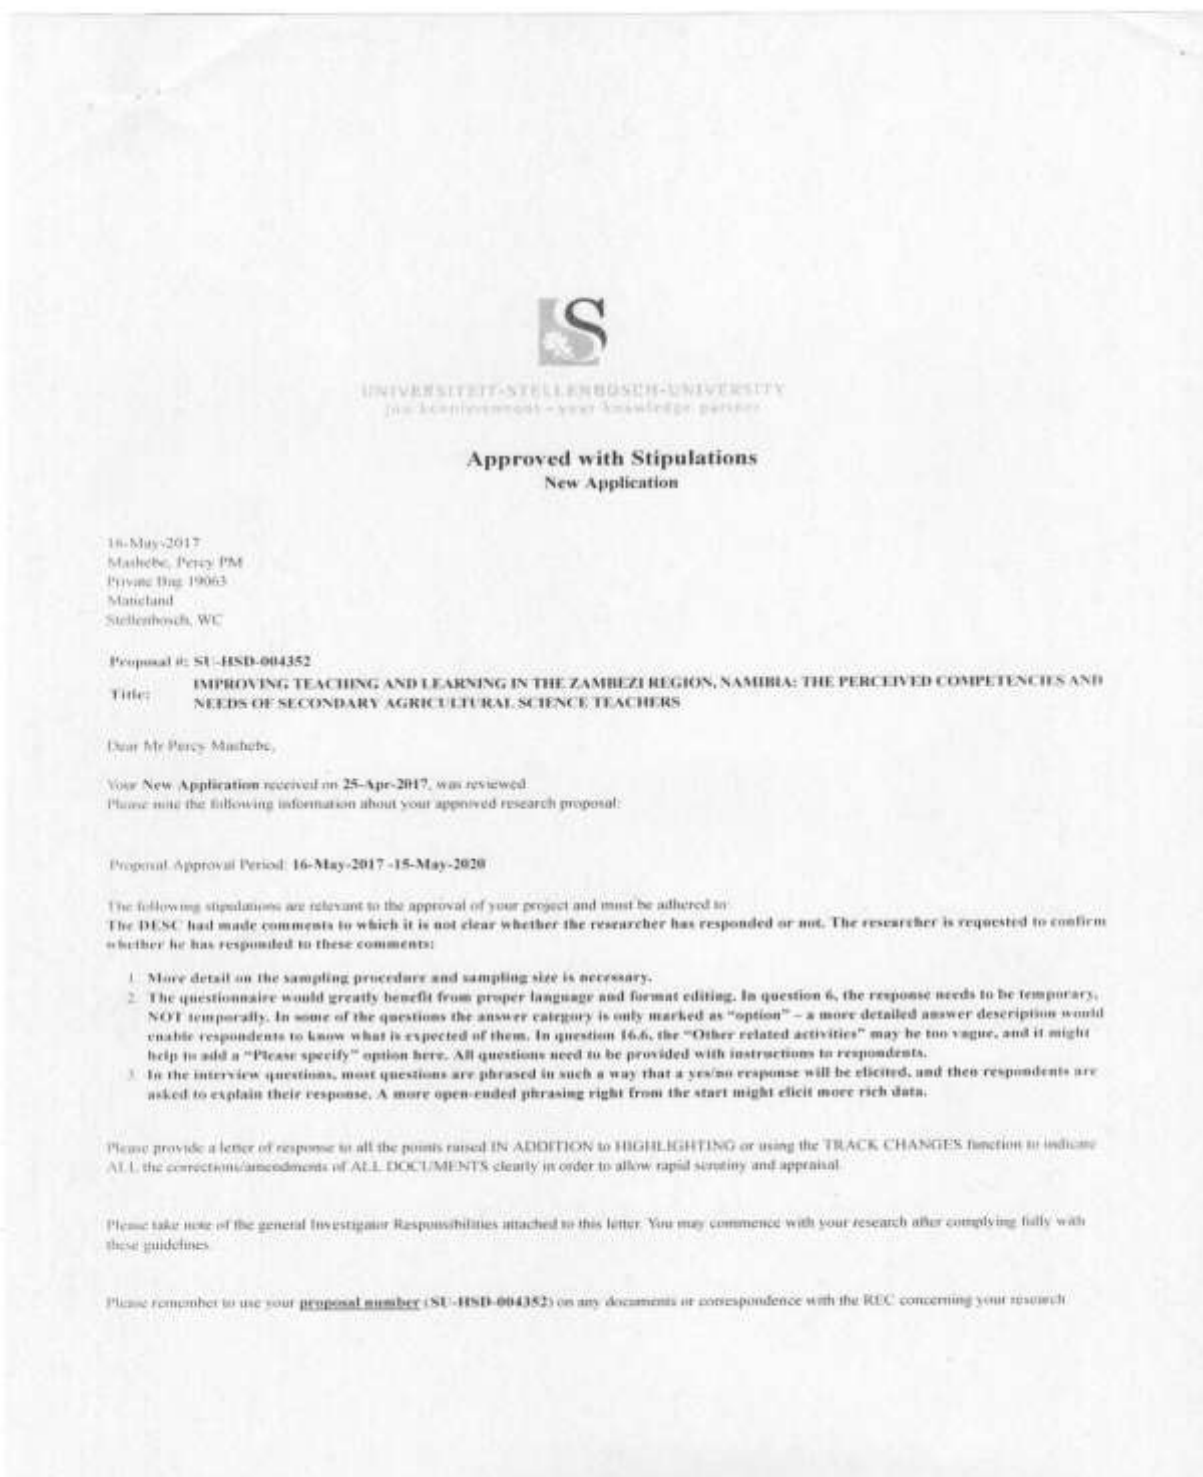 S
UNIVERSITEIT-STELLENBOSCH-UNIVERSITY
jou kennisvennoot - your knowledge partner
Approved with Stipulations
New Application
16-May-2017
Mashebe, Percy PM
Private Bag 19063
Stellenbosch, WC
Proposal #: SU-HSD-004352
Title: IMPROVING TEACHING AND LEARNING IN THE ZAMBEZI REGION, NAMIBIA: THE PERCEIVED COMPETENCIES AND
NEEDS OF SECONDARY AGRICULTURAL SCIENCE TEACHERS
Dear Mr Percy Mashebe,
Your New Application received on 25-Apr-2017, was reviewed
Please note the following information about your approved research proposal:
Proposal Approval Period: 16-May-2017 -15-May-2020
The following stipulations are relevant to the approval of your project and must be adhered to:
The DESC had made comments to which it is not clear whether the researcher has responded or not. The researcher is requested to confirm
whether he has responded to these comments:
1. More detail on the sampling procedure and sampling size is necessary.
2. The questionnaire would greatly benefit from proper language and format editing. In question 6, the response needs to be temporary,
NOT temporally. In some of the questions the answer category is only marked as “option” – a more detailed answer description would
enable respondents to know what is expected of them. In question 16.6, the “Other related activities” may be too vague, and it might
help to add a “Please specify” option here. All questions need to be provided with instructions to respondents.
3. In the interview questions, most questions are phrased in such a way that a yes/no response will be elicited, and then respondents are
asked to explain their response. A more open-ended phrasing right from the start might elicit more rich data.
Please provide a letter of response to all the points raised IN ADDITION to HIGHLIGHTING or using the TRACK CHANGES function to indicate
ALL the corrections/amendments of ALL DOCUMENTS clearly in order to allow rapid scrutiny and appraisal.
Please take note of the general Investigator Responsibilities attached to this letter. You may commence with your research after complying fully with
these guidelines.
Please remember to use your proposal number (SU-HSD-004352) on any documents or correspondence with the REC concerning your research